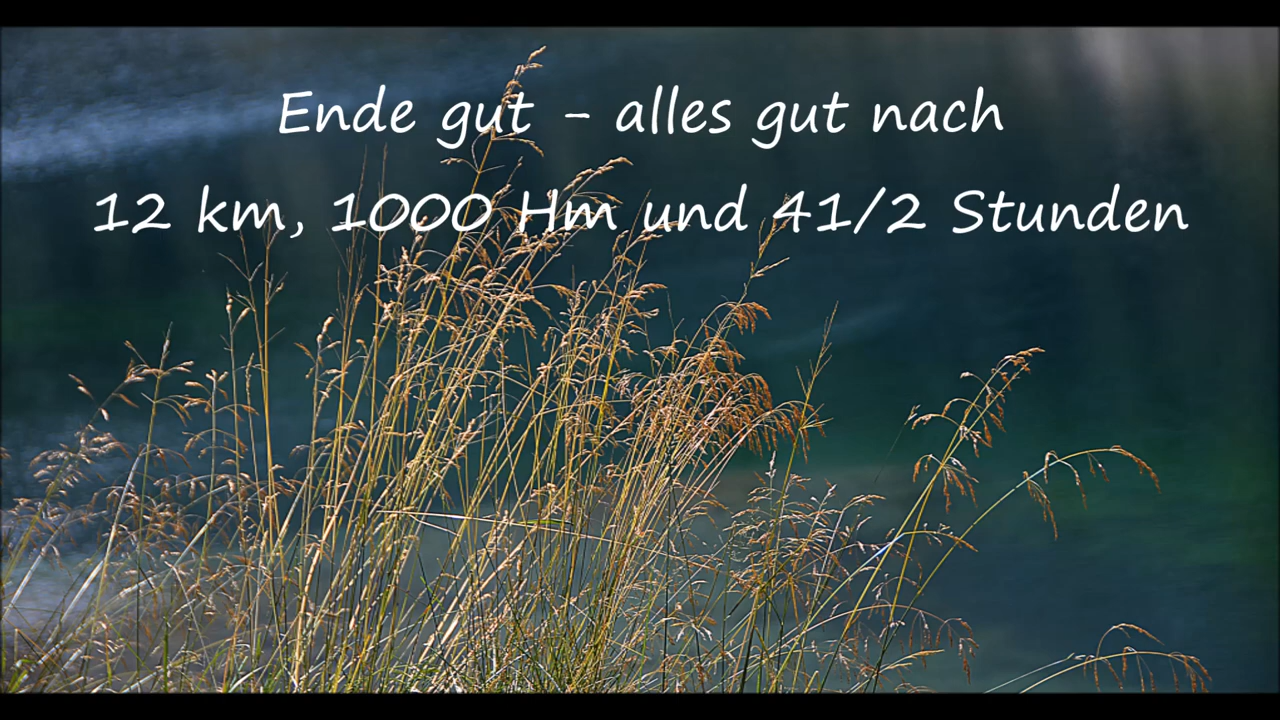 Ende gut - alles gut nach
12 km, 1000 Hm und 41/2 Stunden